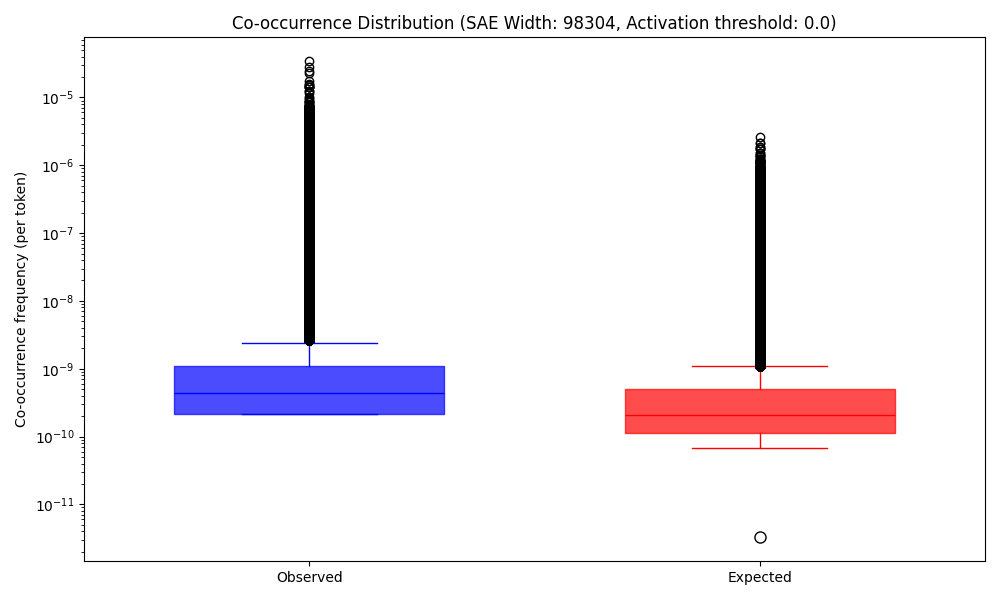 Co-occurrence Distribution (SAE Width: 98304, Activation threshold: 0.0)
Co-occurrence frequency (per token)
10⁻⁵
10⁻⁶
10⁻⁷
10⁻⁸
10⁻⁹
10⁻¹⁰
10⁻¹¹
Observed
Expected